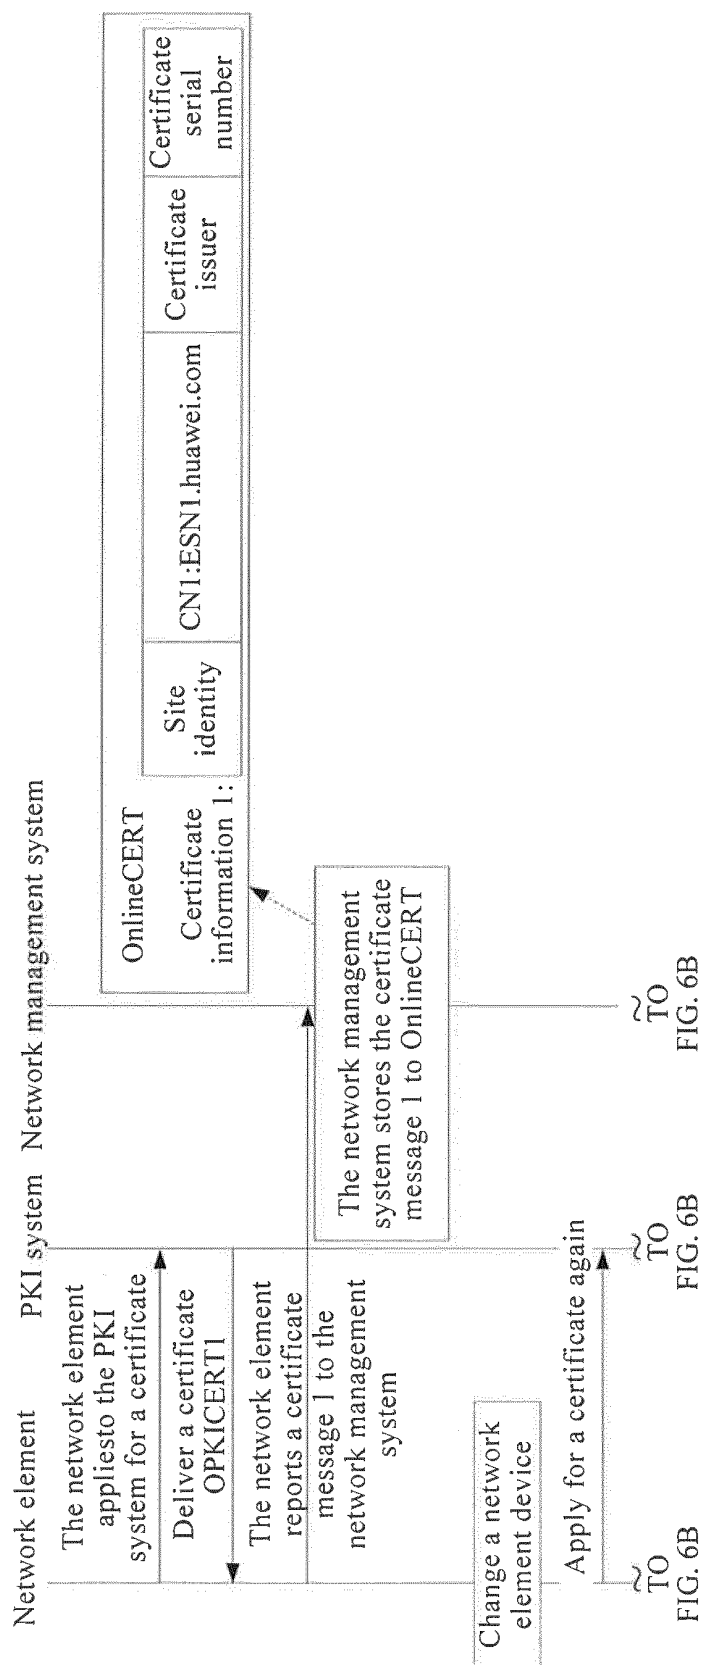 Network element
PKI system
Network management system
The network element
appliesto the PKI
system for a certificate
Deliver a certificate
OPKICERT1
The network element
reports a certificate
message 1 to the
network management
system
OnlineCERT
Certificate
information 1:
Site
identity
CN1:ESN1.huawei.com
Certificate
issuer
Certificate
serial
number
The network management
system stores the certificate
message 1 to OnlineCERT
Change a network
element device
Apply for a certificate again
TO
FIG. 6B
TO
FIG. 6B
TO
FIG. 6B